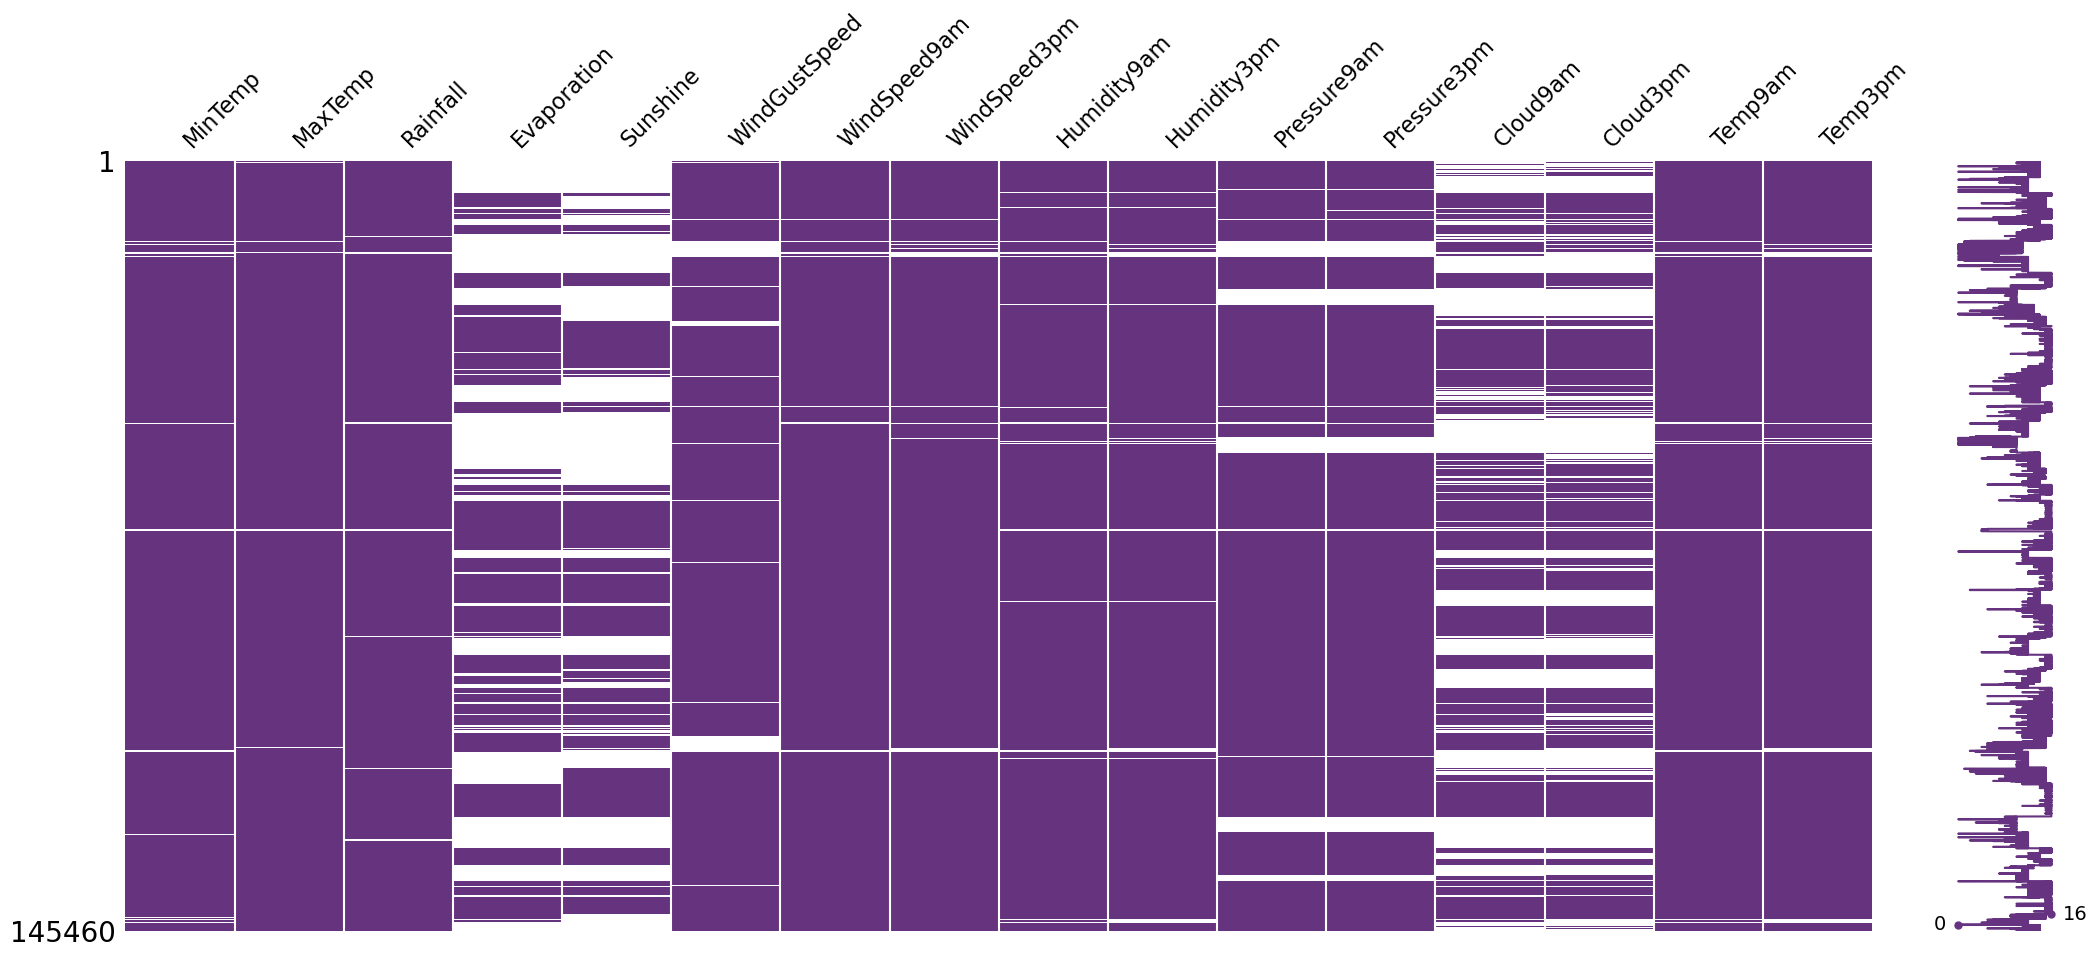 MinTemp
MaxTemp
Rainfall
Evaporation
Sunshine
WindGustSpeed
WindSpeed9am
WindSpeed3pm
Humidity9am
Humidity3pm
Pressure9am
Pressure3pm
Cloud9am
Cloud3pm
Temp9am
Temp3pm
1
145460
0
16